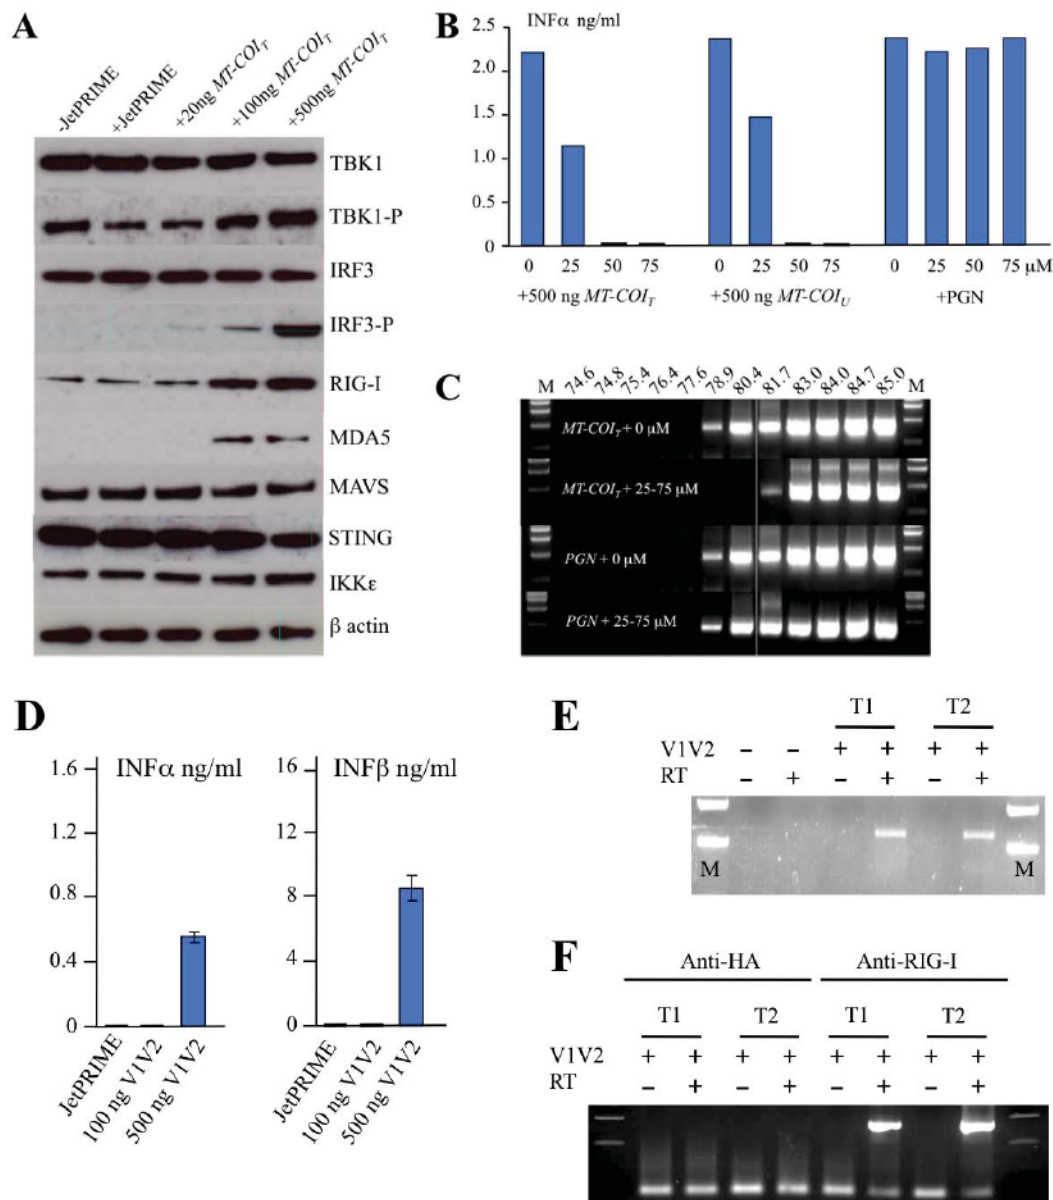 A
-JetPRIME
+JetPRIME
+20ng MT-COI_T
+100ng MT-COI_T
+500ng MT-COI_T
TBK1
TBK1-P
IRF3
IRF3-P
RIG-I
MDA5
MAVS
STING
IKKε
β actin
B
INFα ng/ml
2.5
2.0
1.5
1.0
0.5
0
0 25 50 75 0 25 50 75 0 25 50 75 μM
+500 ng MT-COI_T +500 ng MT-COI_U +PGN
C
M 74.6 74.8 75.4 76.4 77.6 78.9 80.4 81.7 83.0 84.0 84.7 85.0 M
MT-COI_T + 0 μM
MT-COI_T + 25-75 μM
PGN + 0 μM
PGN + 25-75 μM
D
INFα ng/ml
1.6
1.2
0.8
0.4
0
JetPRIME
100 ng V1V2
500 ng V1V2
INFβ ng/ml
16
12
8
4
0
JetPRIME
100 ng V1V2
500 ng V1V2
E
T1 T2
V1V2 – – + + + +
RT – + – + – +
M M
F
Anti-HA Anti-RIG-I
T1 T2 T1 T2
V1V2 + + + + + + + +
RT – + – + – + – +